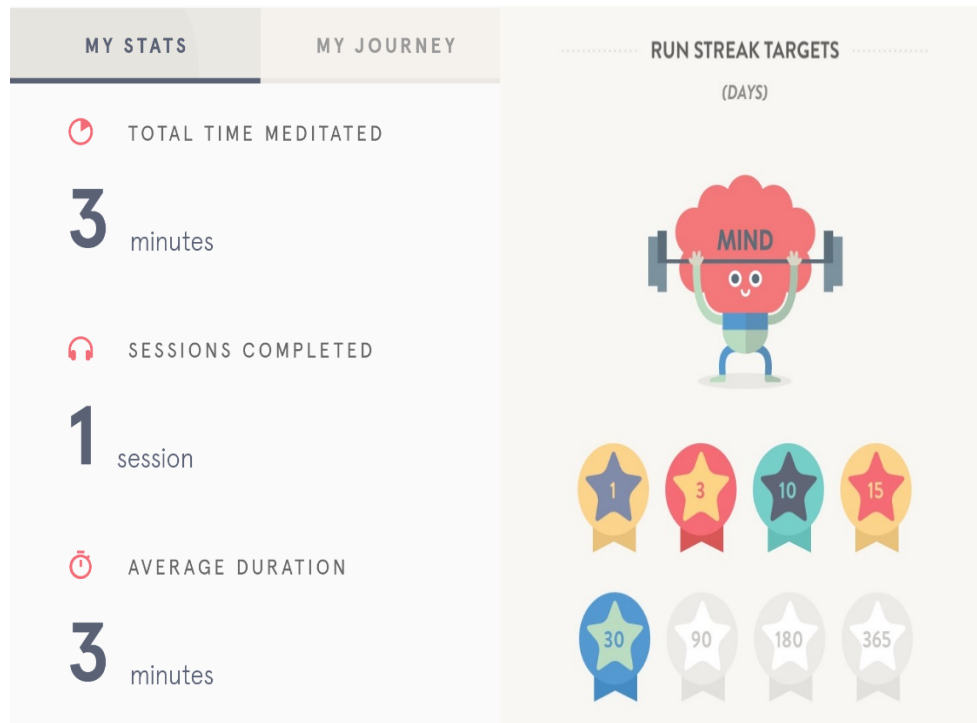 MY STATS
MY JOURNEY
TOTAL TIME MEDITATED
3 minutes
SESSIONS COMPLETED
1 session
AVERAGE DURATION
3 minutes
RUN STREAK TARGETS
(DAYS)
MIND
1 3 10 15
30 90 180 365